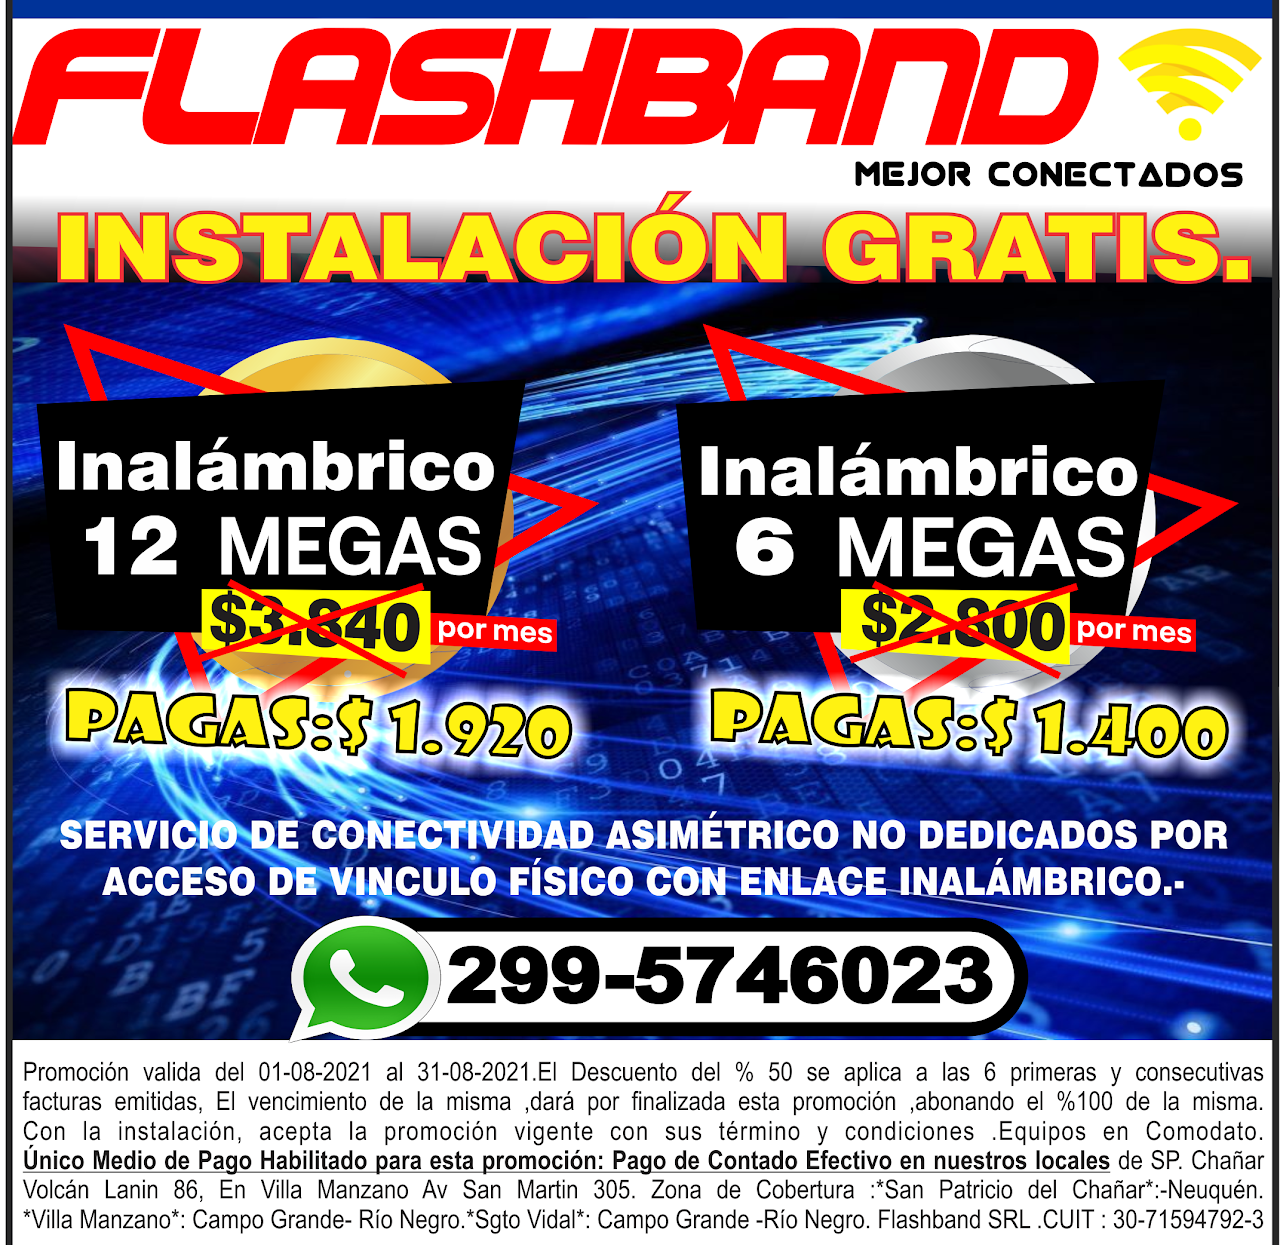 FLASHBAND
MEJOR CONECTADOS
INSTALACIÓN GRATIS.
Inalámbrico
12 MEGAS
$3.840 por mes
PAGAS:$ 1.920
Inalámbrico
6 MEGAS
$2.800 por mes
PAGAS:$ 1.400
SERVICIO DE CONECTIVIDAD ASIMÉTRICO NO DEDICADOS POR
ACCESO DE VINCULO FÍSICO CON ENLACE INALÁMBRICO.-
299-5746023
Promoción valida del 01-08-2021 al 31-08-2021.El Descuento del % 50 se aplica a las 6 primeras y consecutivas
facturas emitidas, El vencimiento de la misma ,dará por finalizada esta promoción ,abonando el %100 de la misma.
Con la instalación, acepta la promoción vigente con sus término y condiciones .Equipos en Comodato.
Único Medio de Pago Habilitado para esta promoción: Pago de Contado Efectivo en nuestros locales de SP. Chañar
Volcán Lanin 86, En Villa Manzano Av San Martin 305. Zona de Cobertura :*San Patricio del Chañar*:-Neuquén.
*Villa Manzano*: Campo Grande- Río Negro.*Sgto Vidal*: Campo Grande -Río Negro. Flashband SRL .CUIT : 30-71594792-3